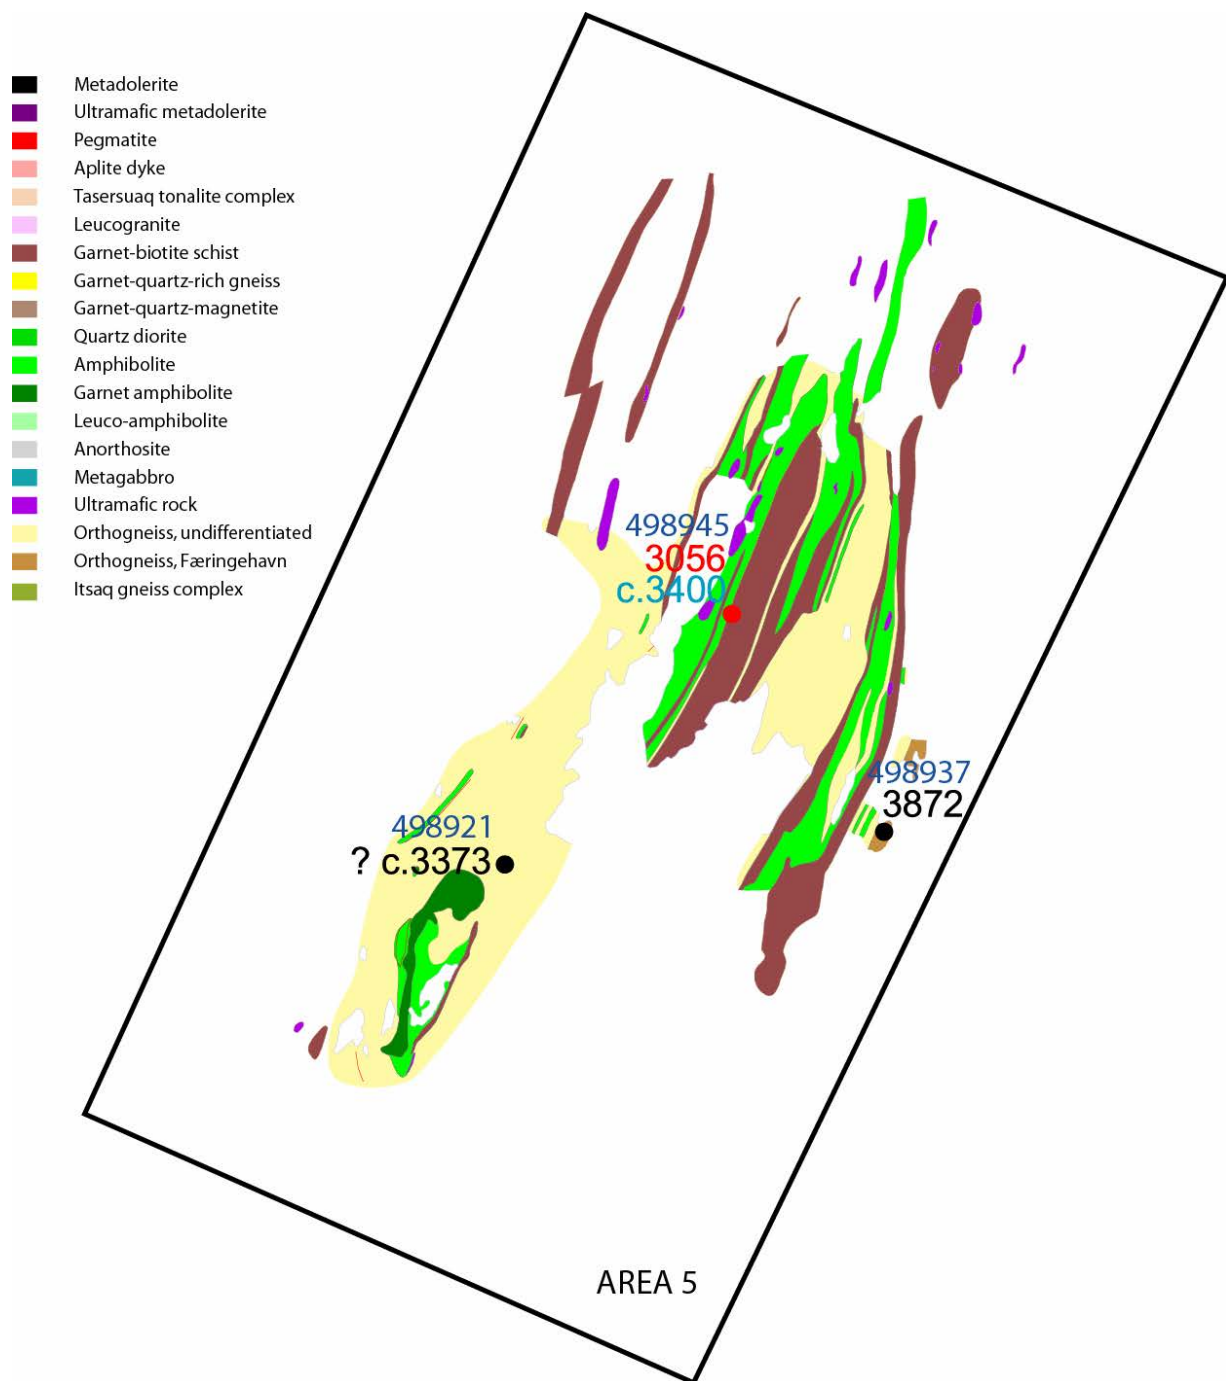 Metadolerite
Ultramafic metadolerite
Pegmatite
Aplite dyke
Tasersuaq tonalite complex
Leucogranite
Garnet-biotite schist
Garnet-quartz-rich gneiss
Garnet-quartz-magnetite
Quartz diorite
Amphibolite
Garnet amphibolite
Leuco-amphibolite
Anorthosite
Metagabbro
Ultramafic rock
Orthogneiss, undifferentiated
Orthogneiss, Færingehavn
Itsaq gneiss complex
498945
3056
c.3400
498937
3872
498921
? c.3373
AREA 5